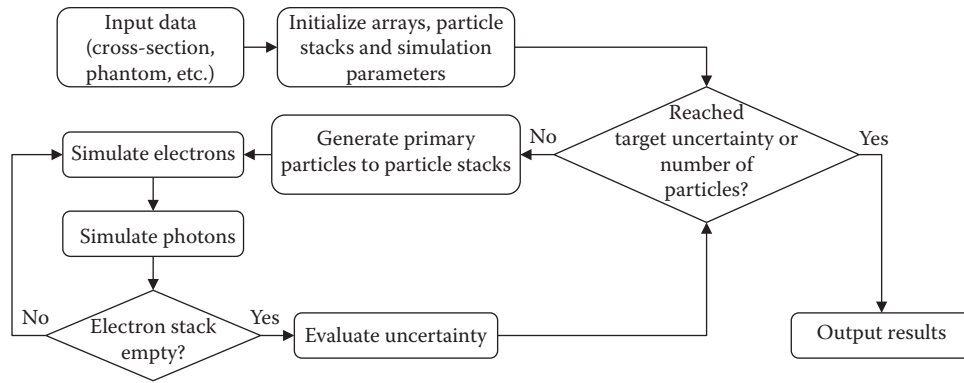 Input data
(cross-section,
phantom, etc.)
Initialize arrays, particle
stacks and simulation
parameters
Reached
target uncertainty or
number of
particles?
No
Yes
Generate primary
particles to particle stacks
Simulate electrons
Simulate photons
Electron stack
empty?
No
Yes
Evaluate uncertainty
Output results